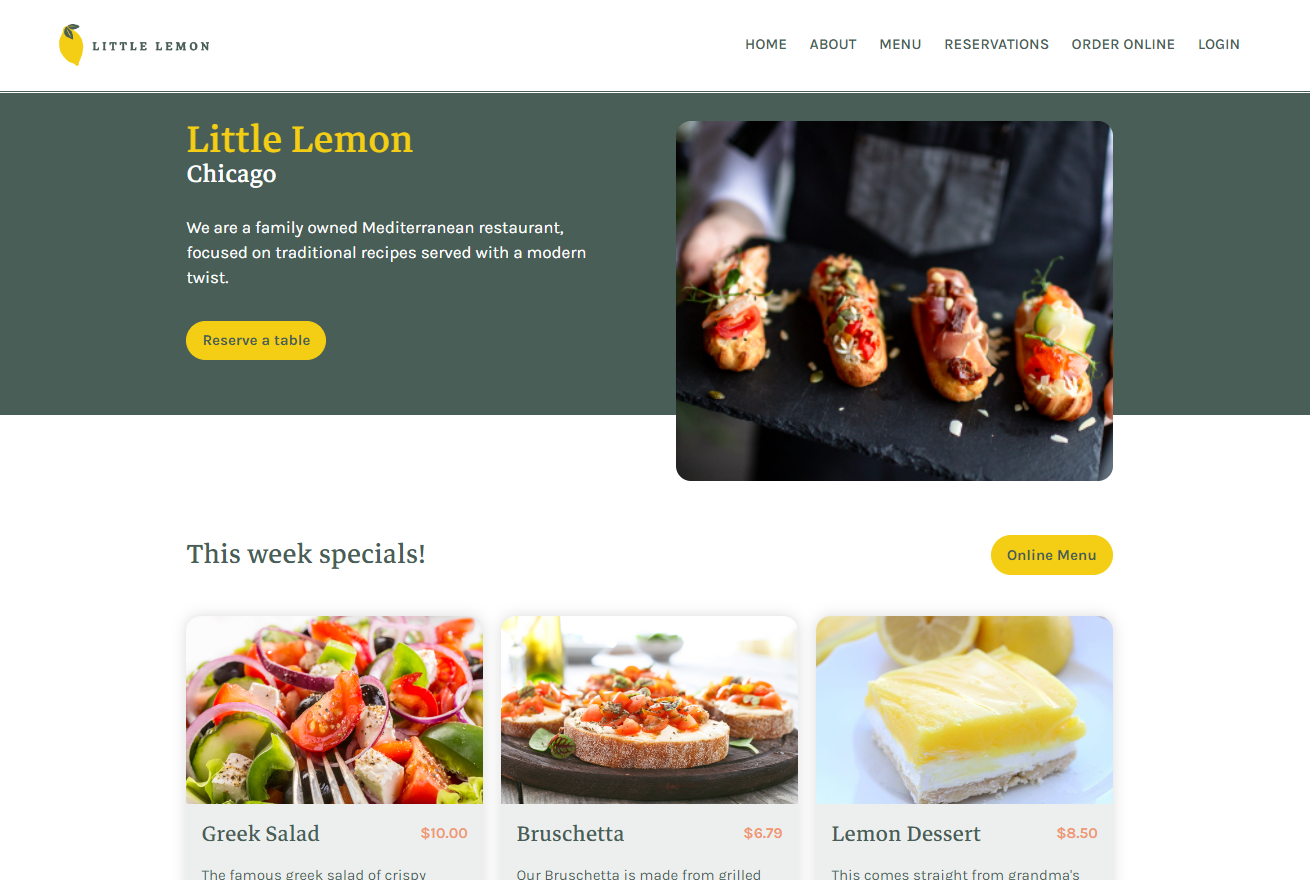 LITTLE LEMON
HOME ABOUT MENU RESERVATIONS ORDER ONLINE LOGIN
Little Lemon
Chicago
We are a family owned Mediterranean restaurant,
focused on traditional recipes served with a modern
twist.
Reserve a table
This week specials!
Online Menu
Greek Salad $10.00
Bruschetta $6.79
Lemon Dessert $8.50
The famous greek salad of crispy
Our Bruschetta is made from grilled
This comes straight from grandma's